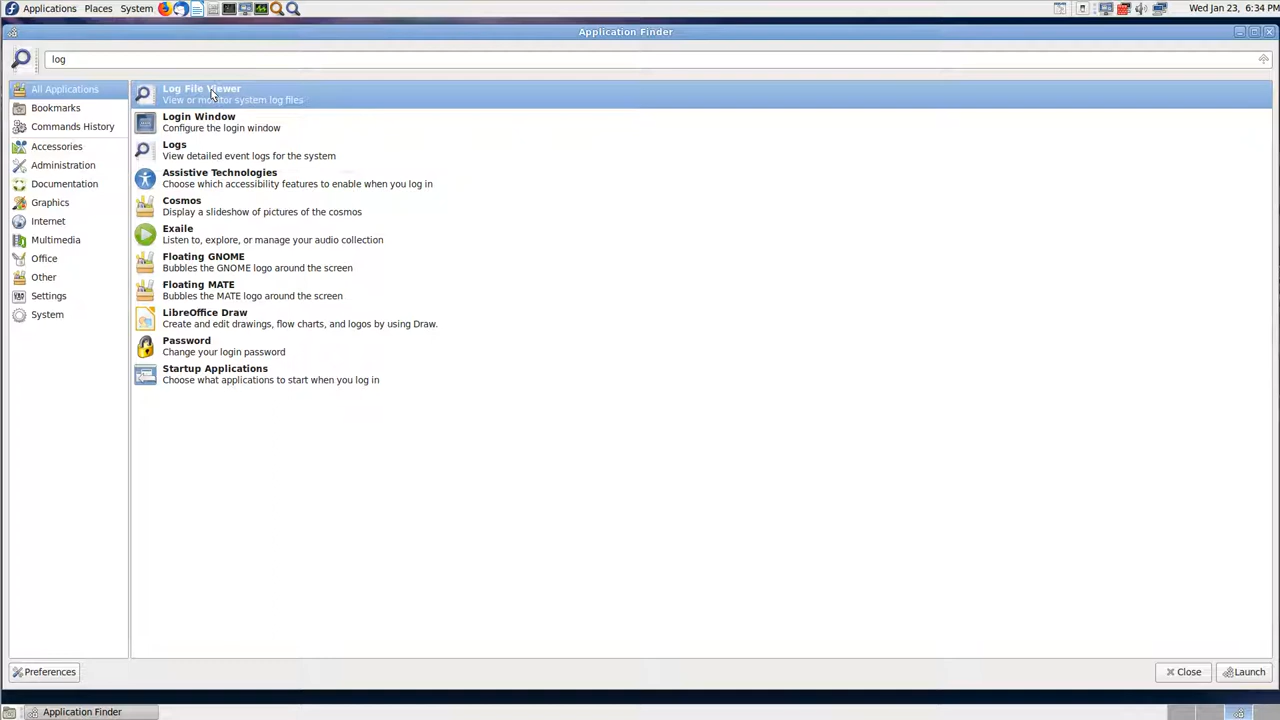 Applications Places System Wed Jan 23, 6:34 PM
Application Finder
log
All Applications
Bookmarks
Commands History
Accessories
Administration
Documentation
Graphics
Internet
Multimedia
Office
Other
Settings
System
Log File Viewer
View or monitor system log files
Login Window
Configure the login window
Logs
View detailed event logs for the system
Assistive Technologies
Choose which accessibility features to enable when you log in
Cosmos
Display a slideshow of pictures of the cosmos
Exaile
Listen to, explore, or manage your audio collection
Floating GNOME
Bubbles the GNOME logo around the screen
Floating MATE
Bubbles the MATE logo around the screen
LibreOffice Draw
Create and edit drawings, flow charts, and logos by using Draw.
Password
Change your login password
Startup Applications
Choose what applications to start when you log in
Preferences Close Launch
Application Finder